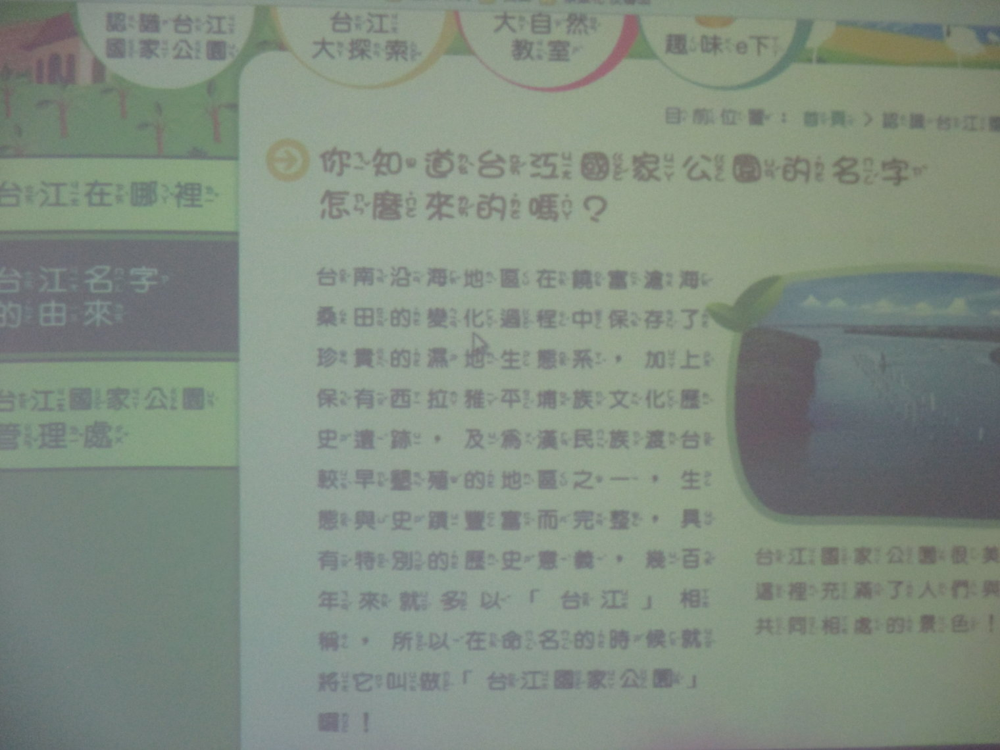 認識台江
國家公園
台江
大探索
大自然
教室
趣味e下
目前位置：首頁 > 認識台江國
台江在哪裡
台江名字
的由來
台江國家公園
管理處
你知道台江國家公園的名字
怎麼來的嗎？
台南沿海地區在饒富滄海
桑田的變化過程中保存了
珍貴的濕地生態系，加上
保有西拉雅平埔族文化歷
史遺跡，及為漢民族渡台
較早墾殖的地區之一，生
態與史蹟豐富而完整，具
有特別的歷史意義，幾百
年來就多以「台江」相
稱，所以在命名的時候就
將它叫做「台江國家公園」
囉！
台江國家公園很美
這裡充滿了人們與
共同相處的景色！